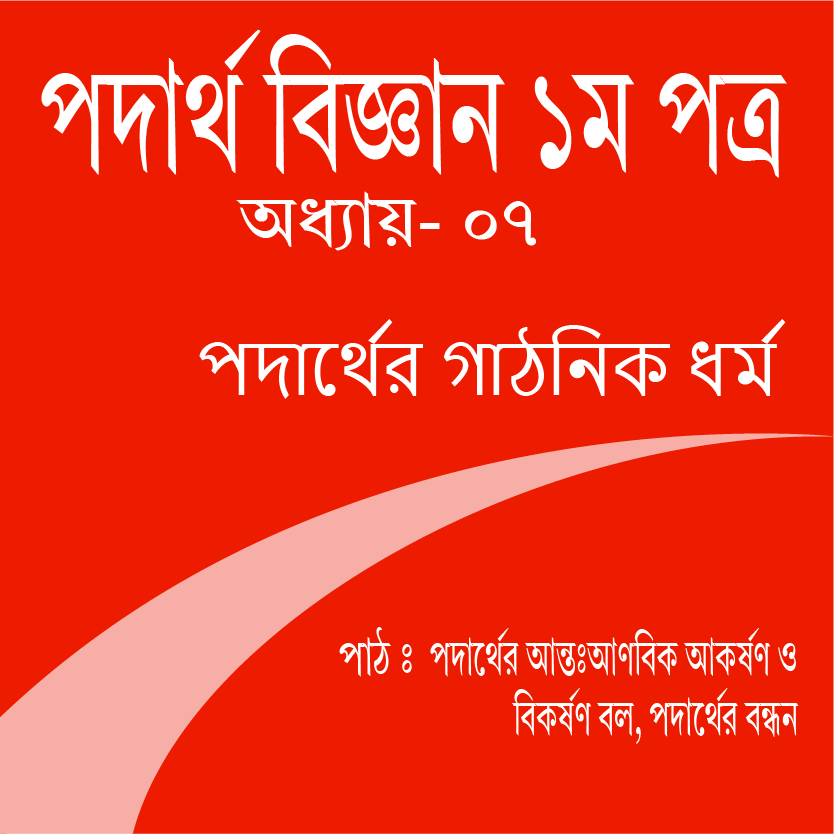 পদার্থ বিজ্ঞান ১ম পত্র
অধ্যায়- ০৭
পদার্থের গাঠনিক ধর্ম
পাঠ ঃ পদার্থের আন্তঃআণবিক আকর্ষণ ও
বিকর্ষণ বল, পদার্থের বন্ধন